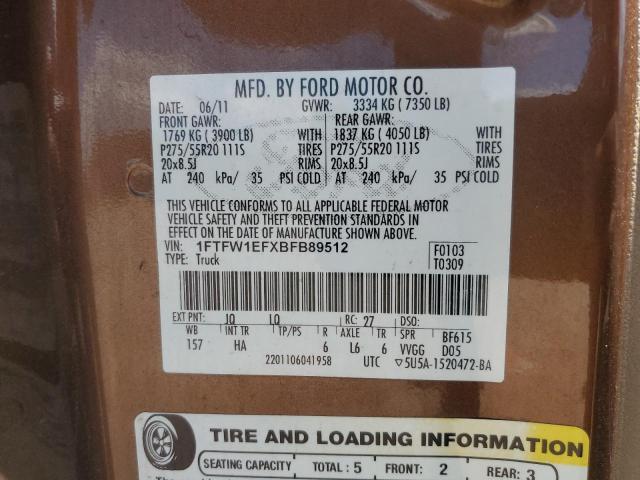 MFD. BY FORD MOTOR CO.
DATE: 06/11 GVWR: 3334 KG ( 7350 LB)
FRONT GAWR: REAR GAWR:
1769 KG ( 3900 LB) WITH 1837 KG ( 4050 LB) WITH
P275/55R20 111S TIRES P275/55R20 111S TIRES
20x8.5J RIMS 20x8.5J RIMS
AT 240 kPa/ 35 PSI COLD AT 240 kPa/ 35 PSI COLD
THIS VEHICLE CONFORMS TO ALL APPLICABLE FEDERAL MOTOR
VEHICLE SAFETY AND THEFT PREVENTION STANDARDS IN
EFFECT ON THE DATE OF MANUFACTURE SHOWN ABOVE.
VIN: 1FTFW1EFXBFB89512 F0103
TYPE: Truck T0309
EXT PNT: JQ LQ RC: 27 DSO:
WB INT TR TP/PS R AXLE TR SPR BF615
157 HA 6 L6 6 VVGG D05
2201106041958 UTC ▽5U5A-1520472-BA
TIRE AND LOADING INFORMATION
SEATING CAPACITY TOTAL : 5 FRONT: 2 REAR: 3